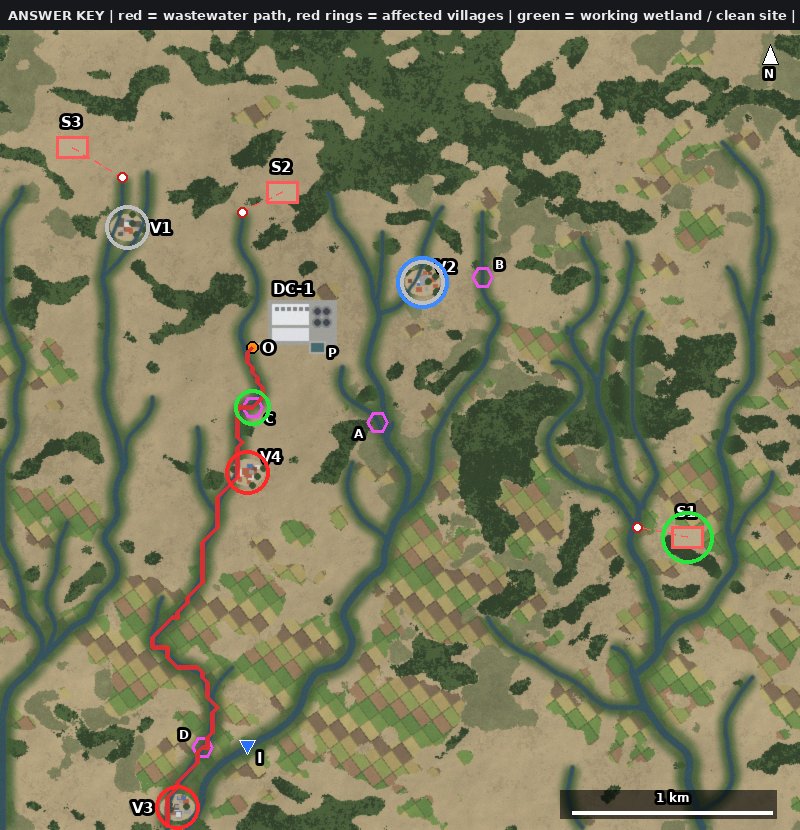 ANSWER KEY | red = wastewater path, red rings = affected villages | green = working wetland / clean site |
N
S3
S2
V1
V2
B
DC-1
O
P
C
A
V4
S1
D
I
V3
1 km